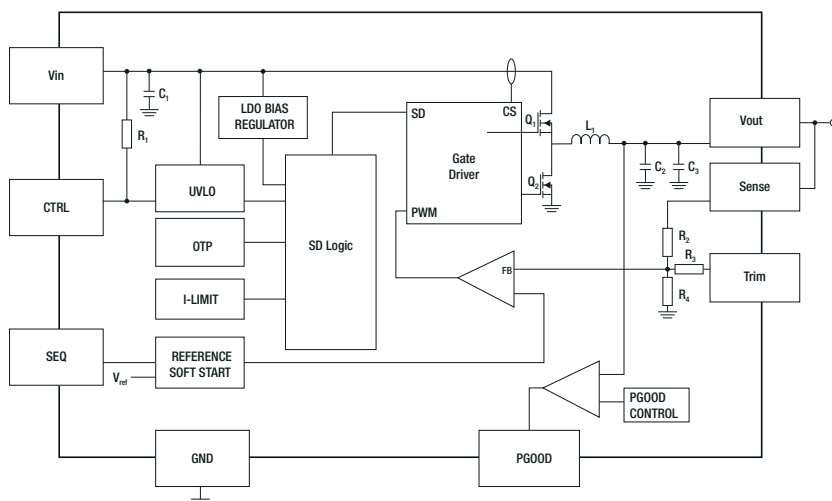 Vin
C1
LDO BIAS
REGULATOR
R1
SD
CS
Q1
L1
Vout
Gate
Driver
Q2
C2
C3
UVLO
CTRL
Sense
PWM
OTP
SD Logic
R2
R3
FB
Trim
R4
I-LIMIT
SEQ
REFERENCE
SOFT START
Vref
PGOOD
CONTROL
GND
PGOOD